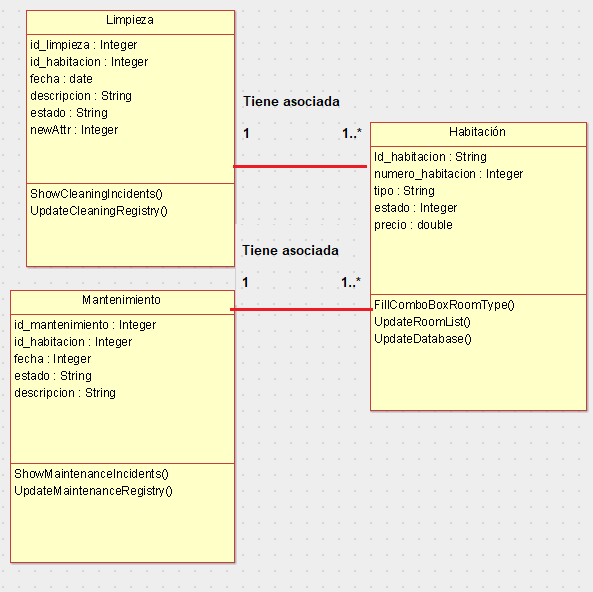 Limpieza
id_limpieza : Integer
id_habitacion : Integer
fecha : date
descripcion : String
estado : String
newAttr : Integer
ShowCleaningIncidents()
UpdateCleaningRegistry()
Tiene asociada
1 1..*
Habitación
Id_habitacion : String
numero_habitacion : Integer
tipo : String
estado : Integer
precio : double
FillComboBoxRoomType()
UpdateRoomList()
UpdateDatabase()
Tiene asociada
1 1..*
Mantenimiento
id_mantenimiento : Integer
id_habitacion : Integer
fecha : Integer
estado : String
descripcion : String
ShowMaintenanceIncidents()
UpdateMaintenanceRegistry()